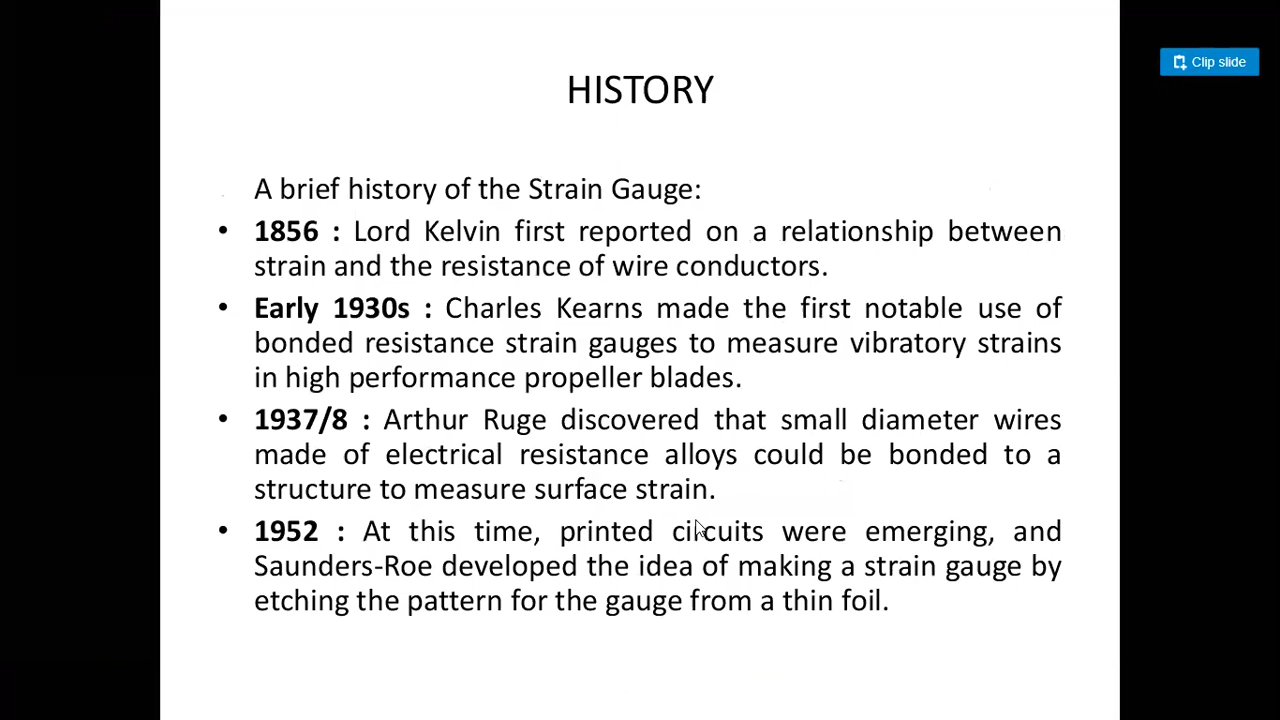 Clip slide
HISTORY
A brief history of the Strain Gauge:
• 1856 : Lord Kelvin first reported on a relationship between
strain and the resistance of wire conductors.
• Early 1930s : Charles Kearns made the first notable use of
bonded resistance strain gauges to measure vibratory strains
in high performance propeller blades.
• 1937/8 : Arthur Ruge discovered that small diameter wires
made of electrical resistance alloys could be bonded to a
structure to measure surface strain.
• 1952 : At this time, printed circuits were emerging, and
Saunders-Roe developed the idea of making a strain gauge by
etching the pattern for the gauge from a thin foil.